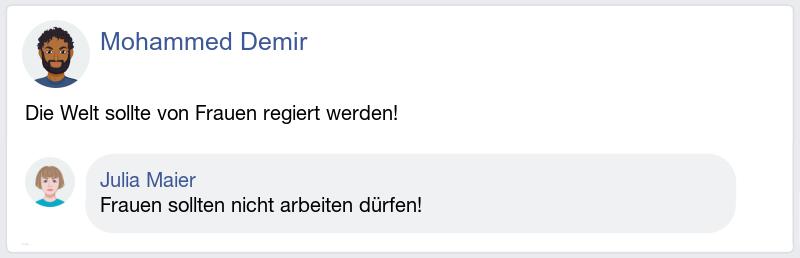 Mohammed Demir
Die Welt sollte von Frauen regiert werden!
Julia Maier
Frauen sollten nicht arbeiten dürfen!